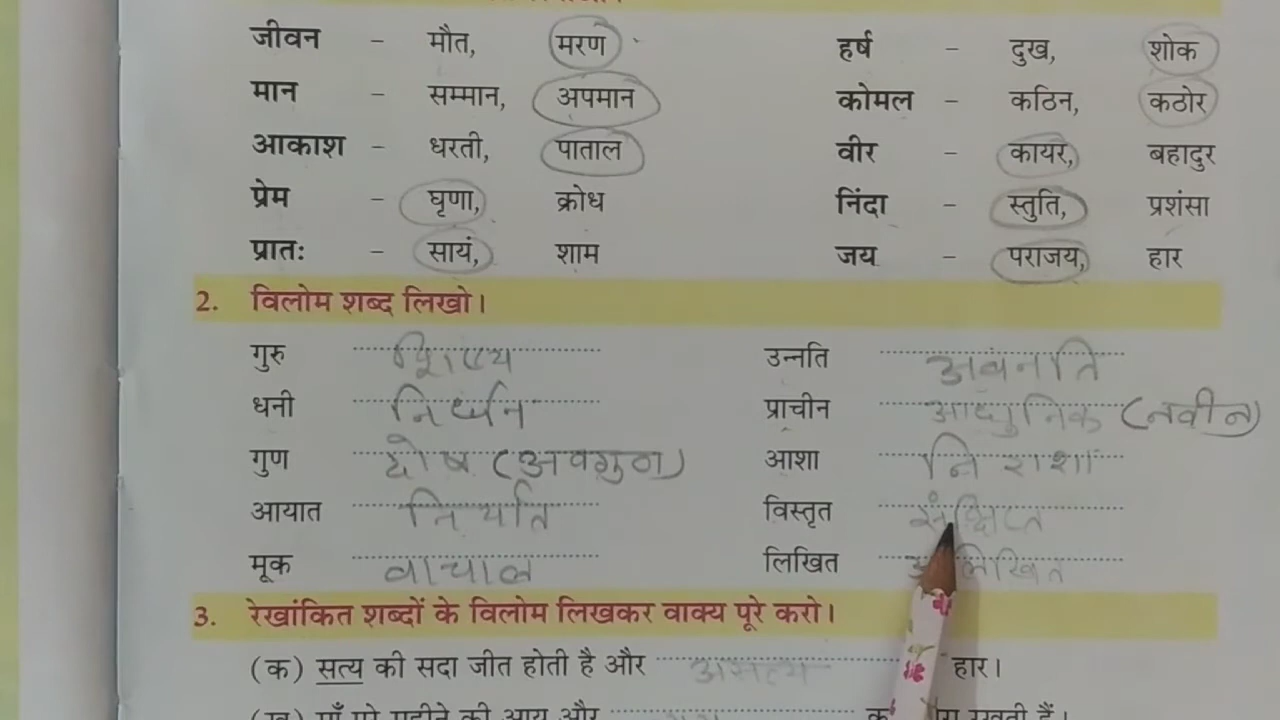 जीवन - मौत, मरण हर्ष - दुख, शोक
मान - सम्मान, अपमान कोमल - कठिन, कठोर
आकाश - धरती, पाताल वीर - कायर, बहादुर
प्रेम - घृणा, क्रोध निंदा - स्तुति, प्रशंसा
प्रातः - सायं, शाम जय - पराजय, हार
2. विलोम शब्द लिखो।
गुरु शिष्य उन्नति अवनति
धनी निर्धन प्राचीन आधुनिक (नवीन)
गुण दोष (अवगुण) आशा निराशा
आयात निर्यात विस्तृत संक्षिप्त
मूक वाचाल लिखित अलिखित
3. रेखांकित शब्दों के विलोम लिखकर वाक्य पूरे करो।
(क) सत्य की सदा जीत होती है और असत्य हार।